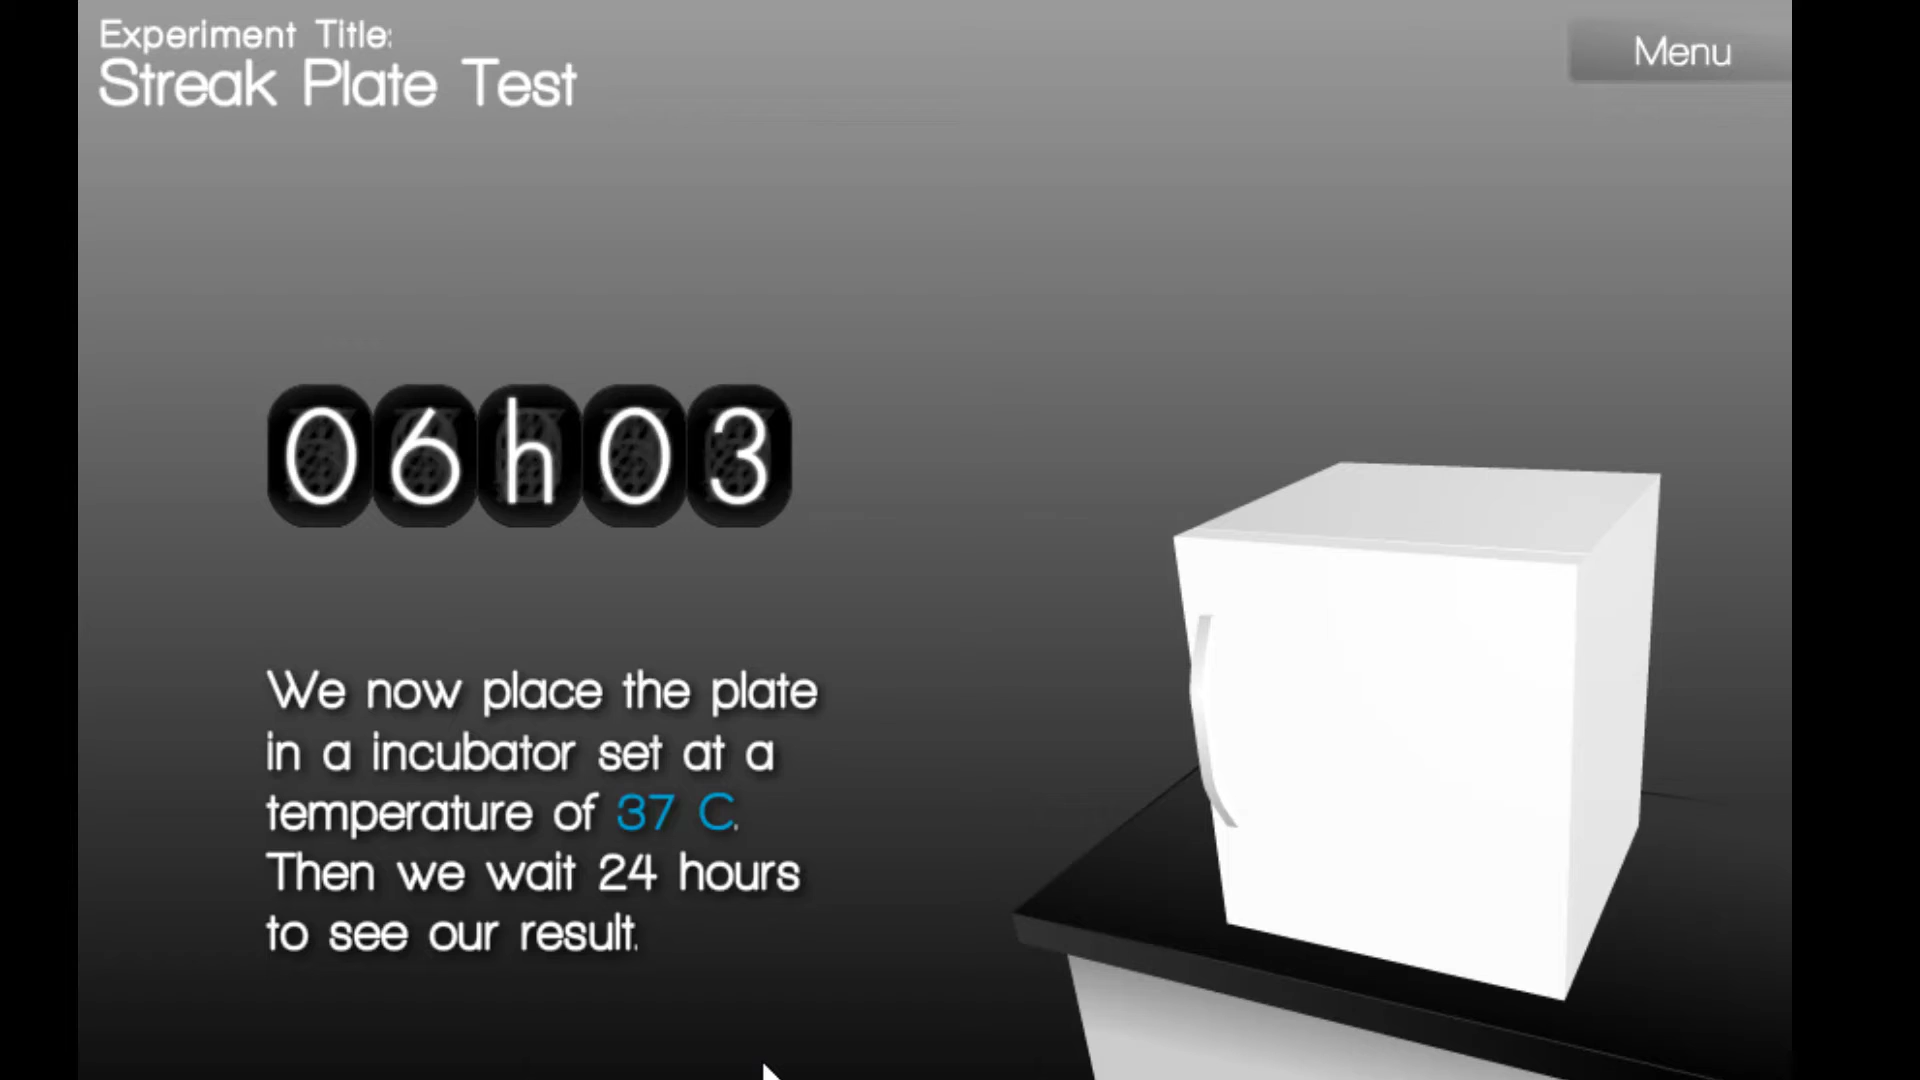 Experiment Title:
Streak Plate Test
Menu
06h03
We now place the plate
in a incubator set at a
temperature of 37 C.
Then we wait 24 hours
to see our result.